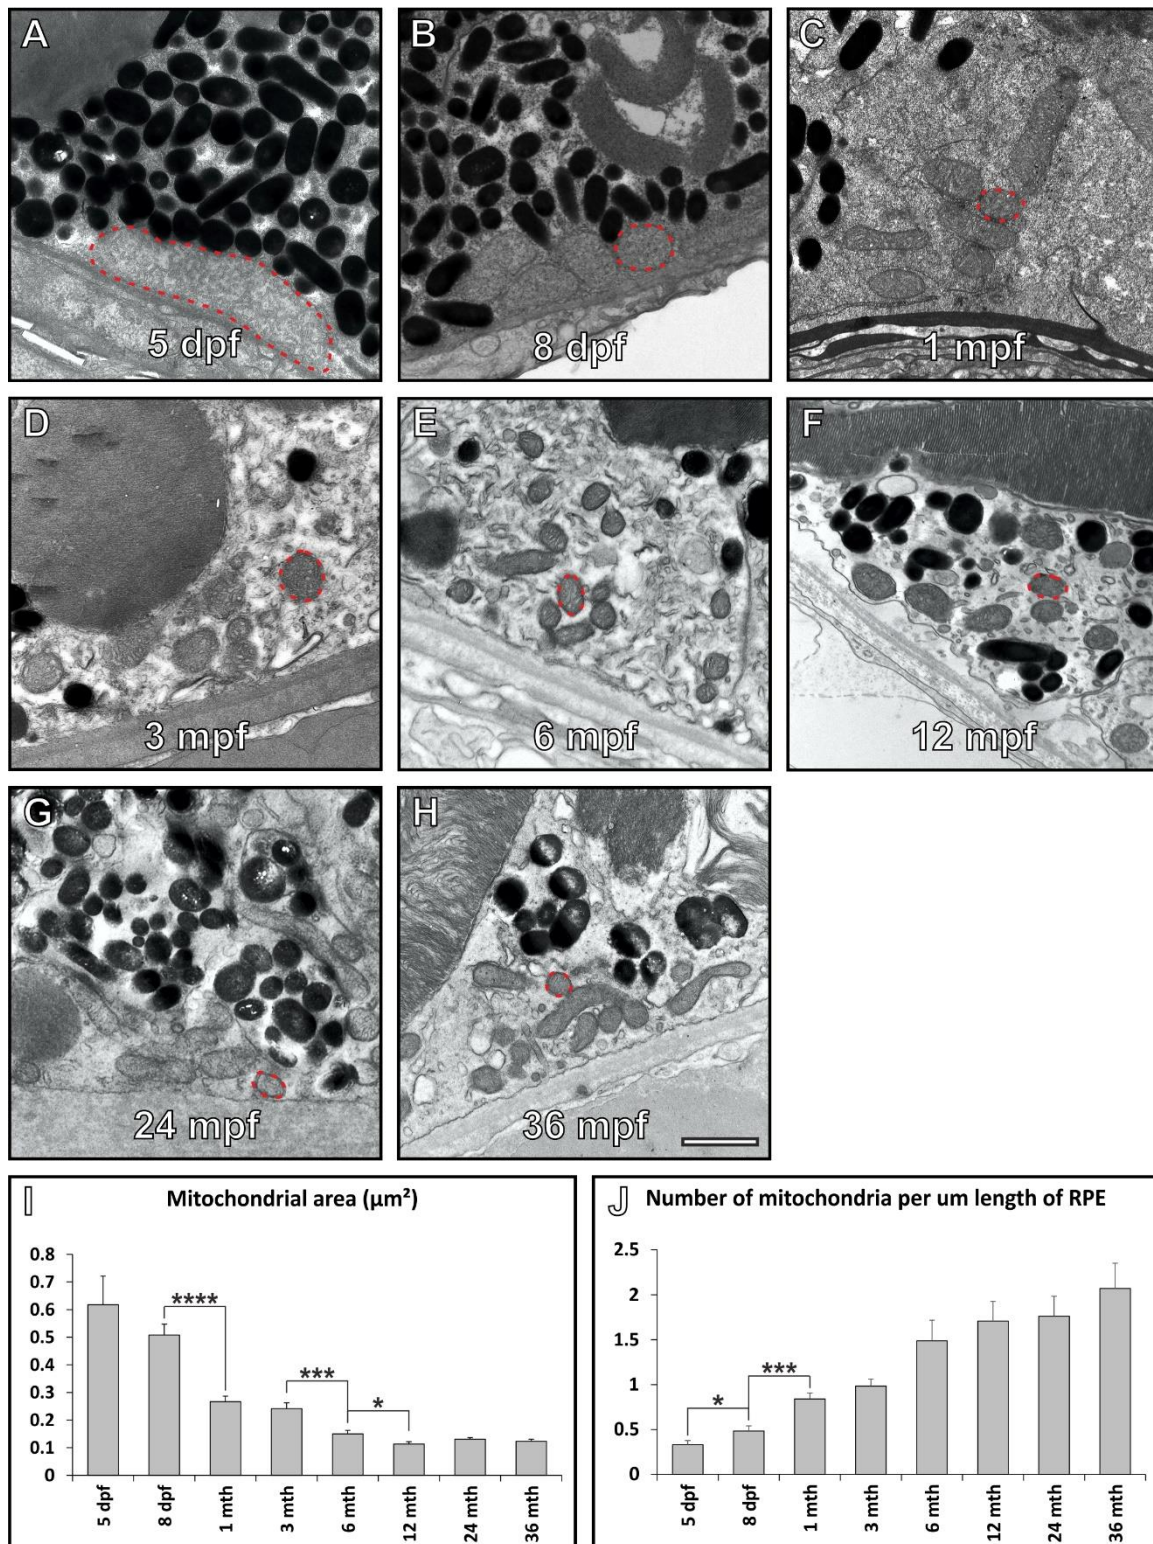 A
5 dpf
B
8 dpf
C
1 mpf
D
3 mpf
E
6 mpf
F
12 mpf
G
24 mpf
H
36 mpf
I
Mitochondrial area (µm²)
0.8
0.7
0.6
0.5
0.4
0.3
0.2
0.1
0
****
***
*
5 dpf
8 dpf
1 mth
3 mth
6 mth
12 mth
24 mth
36 mth
J
Number of mitochondria per um length of RPE
2.5
2
1.5
1
0.5
0
*
***
5 dpf
8 dpf
1 mth
3 mth
6 mth
12 mth
24 mth
36 mth